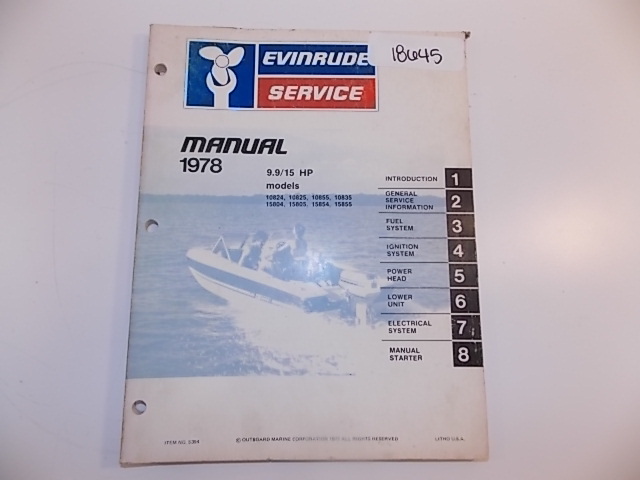 EVINRUDE
18645
SERVICE
MANUAL
1978
9.9/15 HP
models
10824, 10825, 10855, 10835
15804, 15805, 15854, 15855
INTRODUCTION 1
GENERAL
SERVICE
INFORMATION 2
FUEL
SYSTEM 3
IGNITION
SYSTEM 4
POWER
HEAD 5
LOWER
UNIT 6
ELECTRICAL
SYSTEM 7
MANUAL
STARTER 8
ITEM NO.
© OUTBOARD MARINE CORPORATION ALL RIGHTS RESERVED
LITHO U.S.A.